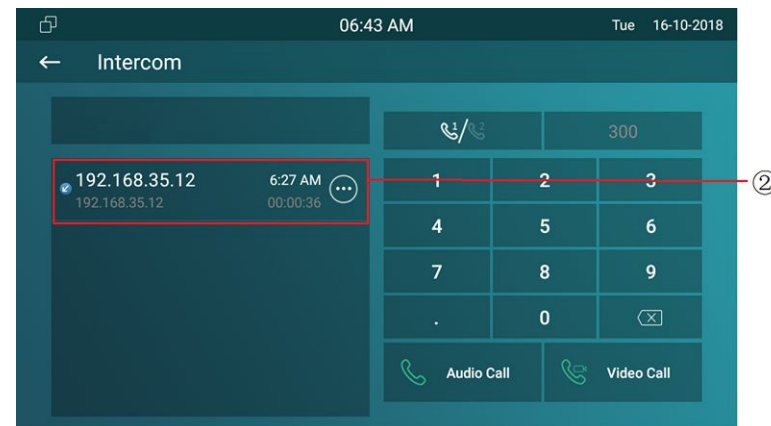 06:43 AM Tue 16-10-2018
Intercom
1/2 300
192.168.35.12 6:27 AM
192.168.35.12 00:00:36
1 2 3
②
4 5 6
7 8 9
. 0
Audio Call Video Call